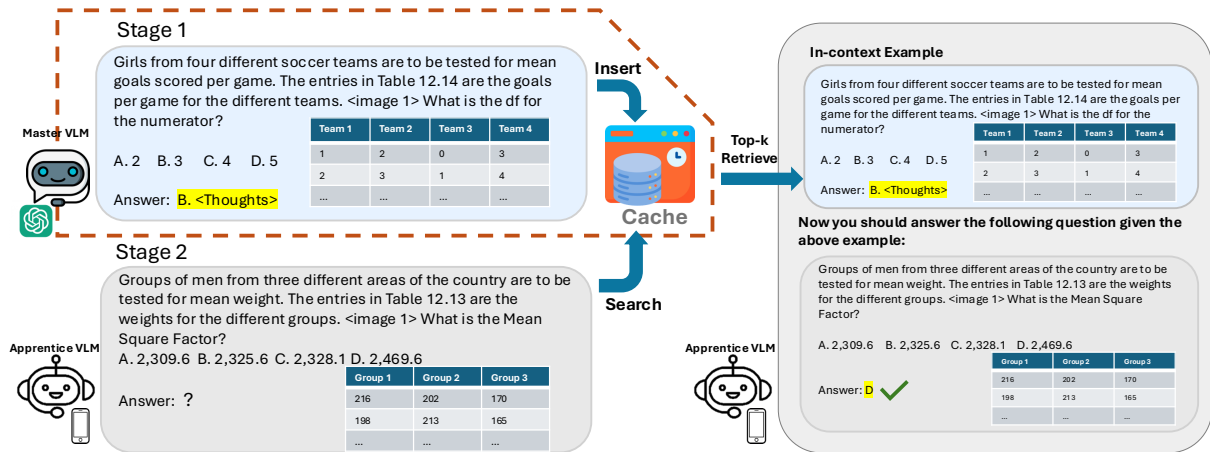 Stage 1
Girls from four different soccer teams are to be tested for mean
goals scored per game. The entries in Table 12.14 are the goals
per game for the different teams. <image 1> What is the df for
the numerator?
Master VLM
Team 1 Team 2 Team 3 Team 4
1 2 0 3
2 3 1 4
... ... ... ...
A. 2 B. 3 C. 4 D. 5
Answer: B. <Thoughts>
Insert
Cache
Top-k
Retrieve
Search
Stage 2
Groups of men from three different areas of the country are to be
tested for mean weight. The entries in Table 12.13 are the
weights for the different groups. <image 1> What is the Mean
Square Factor?
A. 2,309.6 B. 2,325.6 C. 2,328.1 D. 2,469.6
Apprentice VLM
Answer: ?
Group 1 Group 2 Group 3
216 202 170
198 213 165
... ... ...
In-context Example
Girls from four different soccer teams are to be tested for mean
goals scored per game. The entries in Table 12.14 are the goals per
game for the different teams. <image 1> What is the df for the
numerator?
Team 1 Team 2 Team 3 Team 4
1 2 0 3
2 3 1 4
... ... ... ...
A. 2 B. 3 C. 4 D. 5
Answer: B. <Thoughts>
Now you should answer the following question given the
above example:
Groups of men from three different areas of the country are to be
tested for mean weight. The entries in Table 12.13 are the weights
for the different groups. <image 1> What is the Mean Square
Factor?
A. 2,309.6 B. 2,325.6 C. 2,328.1 D. 2,469.6
Apprentice VLM
Group 1 Group 2 Group 3
216 202 170
198 213 165
... ... ...
Answer: D